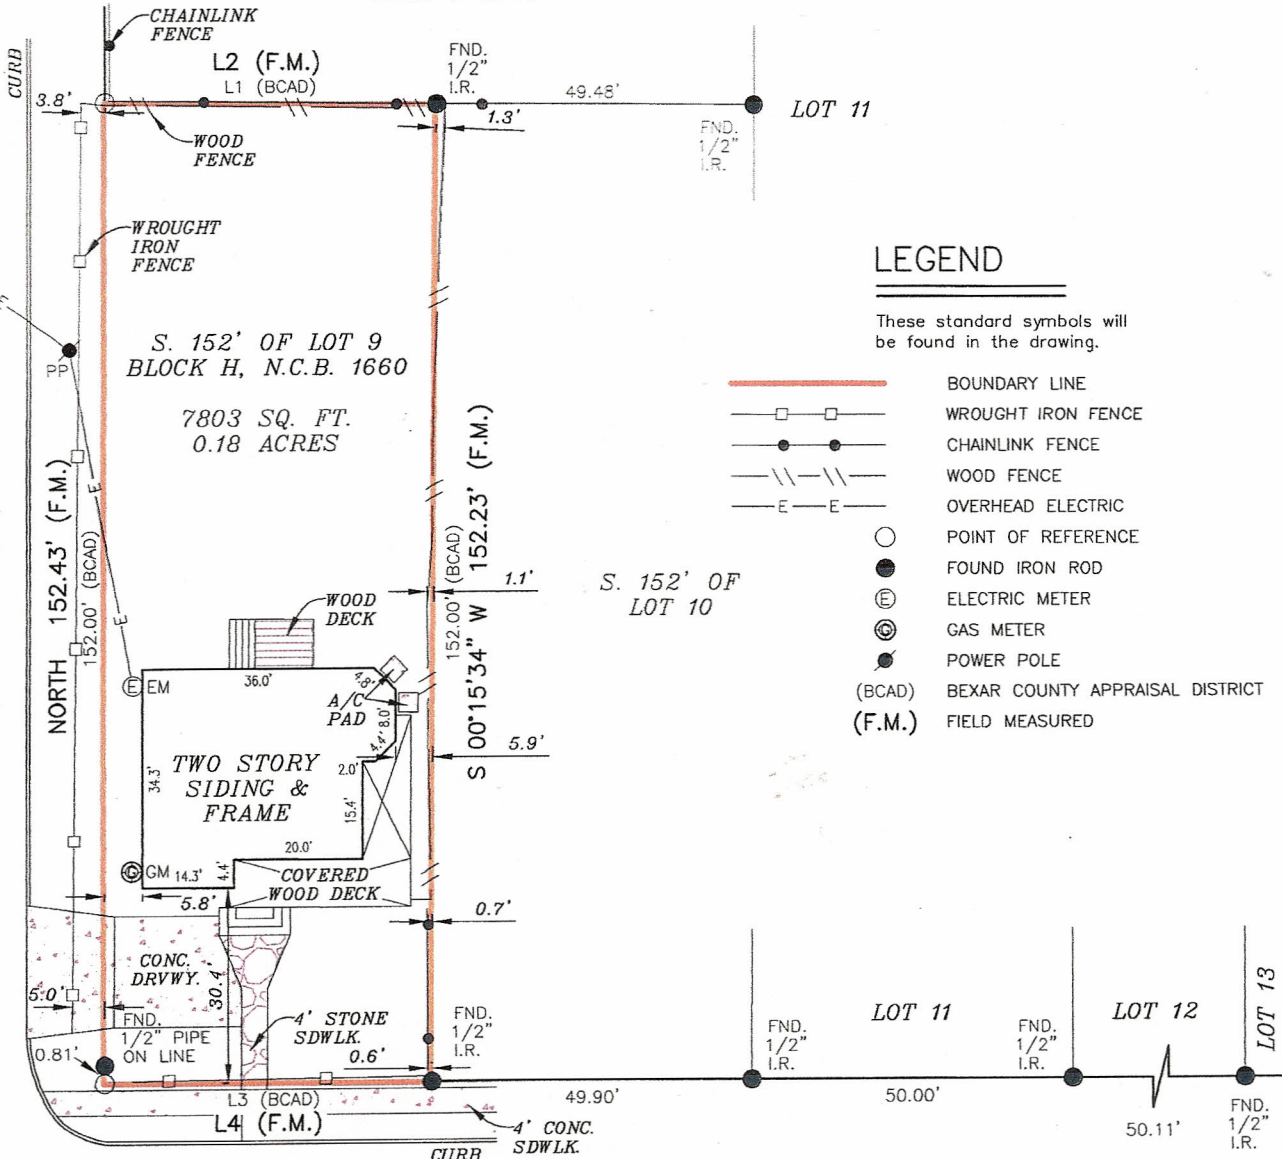 CHAINLINK
FENCE
CURB
L2 (F.M.)
L1 (BCAD)
FND.
1/2"
I.R.
3.8'
49.48'
LOT 11
1.3'
FND.
1/2"
I.R.
WOOD
FENCE
WROUGHT
IRON
FENCE
LEGEND
These standard symbols will
be found in the drawing.
S. 152' OF LOT 9
BLOCK H, N.C.B. 1660
PP
7803 SQ. FT.
0.18 ACRES
BOUNDARY LINE
WROUGHT IRON FENCE
CHAINLINK FENCE
WOOD FENCE
E E OVERHEAD ELECTRIC
POINT OF REFERENCE
FOUND IRON ROD
E ELECTRIC METER
G GAS METER
POWER POLE
(BCAD) BEXAR COUNTY APPRAISAL DISTRICT
(F.M.) FIELD MEASURED
NORTH 152.43' (F.M.)
152.00' (BCAD)
E
E
S 00°15'34" W 152.23' (F.M.)
152.00' (BCAD)
1.1'
S. 152' OF
LOT 10
WOOD
DECK
36.0'
4.8'
A/C
PAD
8.0'
4.4'
E EM
5.9'
TWO STORY
SIDING &
FRAME
34.3'
2.0'
15.4'
20.0'
G GM
14.3'
4.4'
COVERED
WOOD DECK
5.8'
0.7'
CONC.
DRVWY.
30.4'
5.0'
FND.
1/2" PIPE
ON LINE
4' STONE
SDWLK.
0.6'
FND.
1/2"
I.R.
0.81'
L3 (BCAD)
L4 (F.M.)
49.90'
FND.
1/2"
I.R.
LOT 11
50.00'
FND.
1/2"
I.R.
LOT 12
LOT 13
50.11'
FND.
1/2"
I.R.
4' CONC.
SDWLK.
CURB